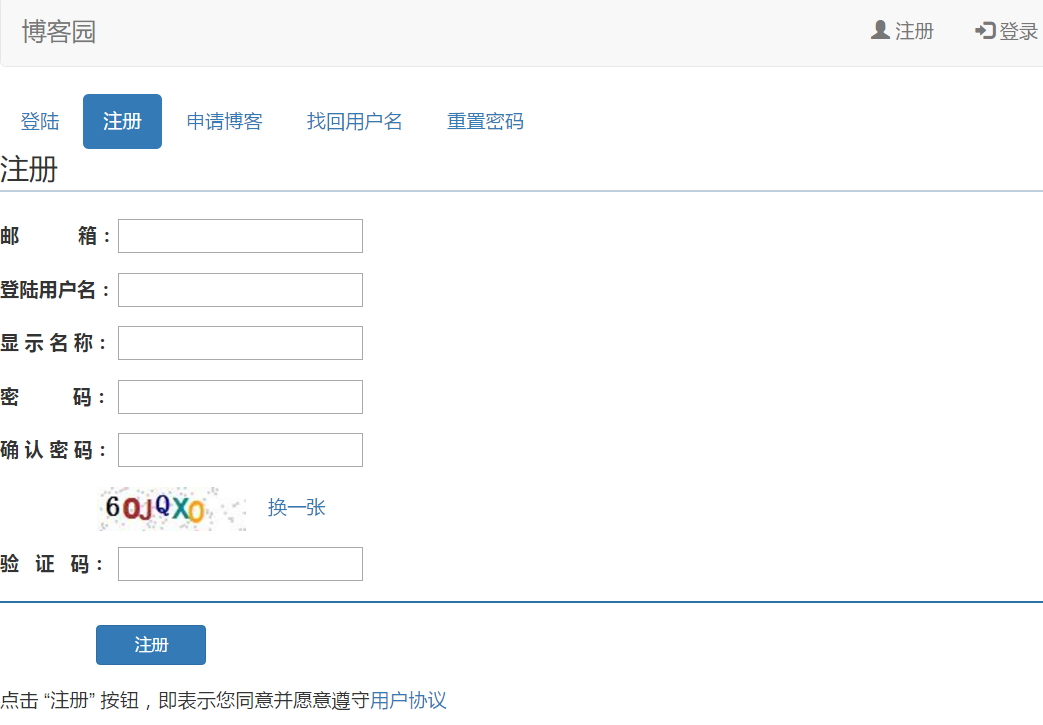 博客园 注册 登录
登陆 注册 申请博客 找回用户名 重置密码
注册
邮 箱：
登陆用户名：
显 示 名 称：
密 码：
确 认 密 码：
6OJQXO 换一张
验 证 码：
注册
点击 “注册” 按钮，即表示您同意并愿意遵守用户协议